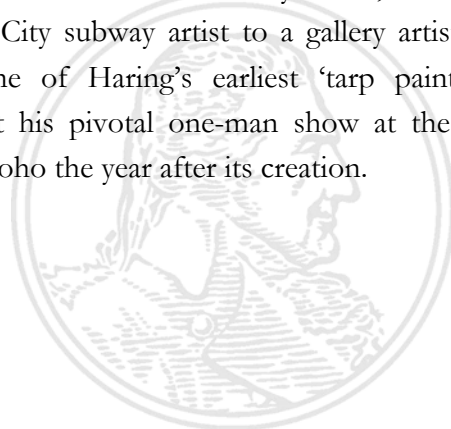 City subway artist to a gallery artis
ne of Haring’s earliest ‘tarp paint
t his pivotal one-man show at the
oho the year after its creation.